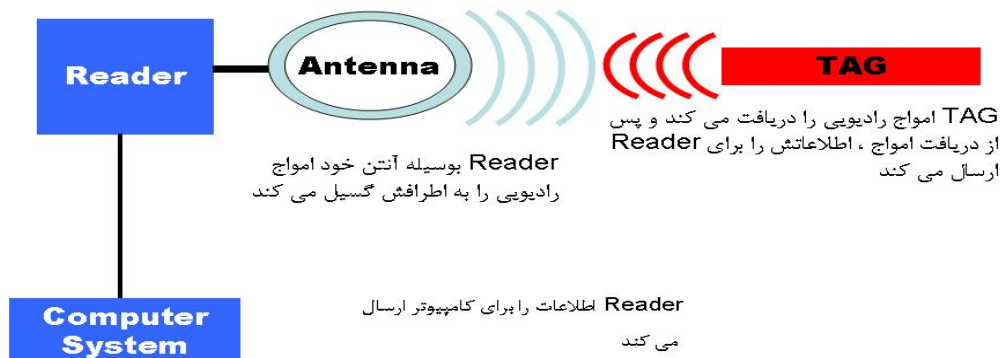 Reader
Antenna
TAG
TAG امواج رادیویی را دریافت می کند و پس
از دریافت امواج ، اطلاعاتش را برای Reader
ارسال می کند
Reader بوسیله آنتن خود امواج
رادیویی را به اطرافش گسیل می کند
Computer
System
Reader اطلاعات را برای کامپیوتر ارسال
می کند